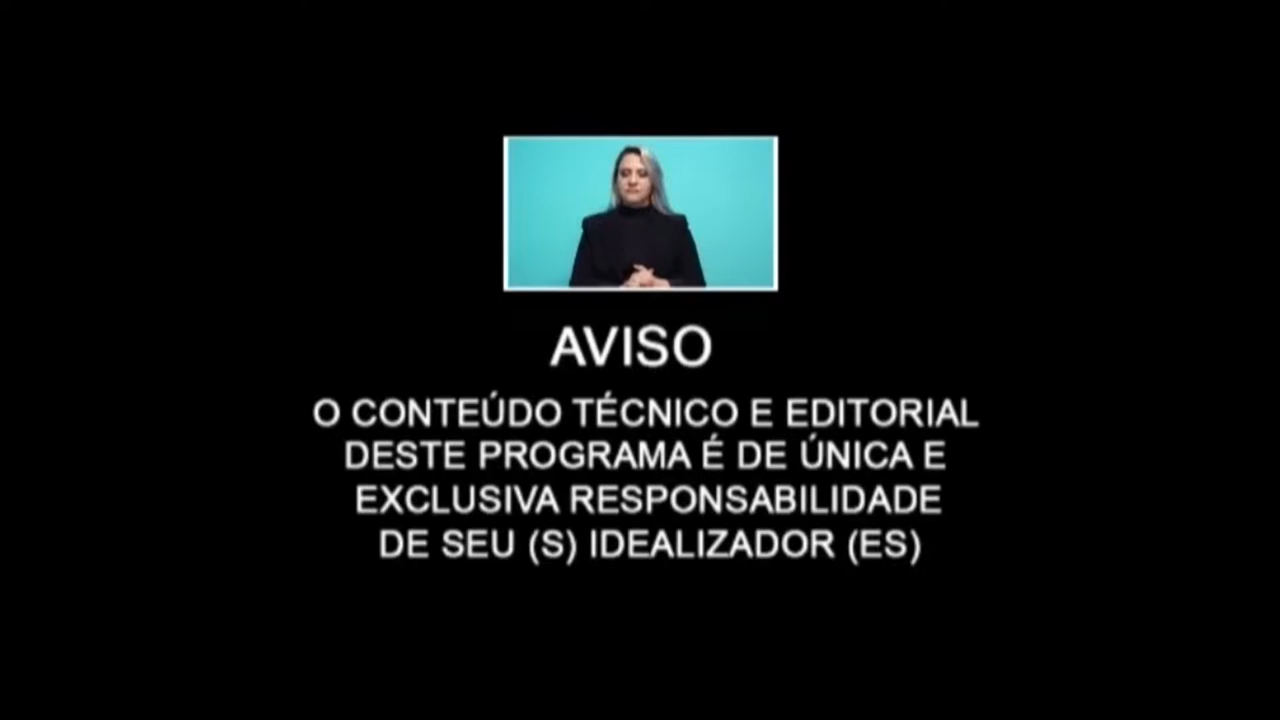 AVISO
O CONTEÚDO TÉCNICO E EDITORIAL
DESTE PROGRAMA É DE ÚNICA E
EXCLUSIVA RESPONSABILIDADE
DE SEU (S) IDEALIZADOR (ES)